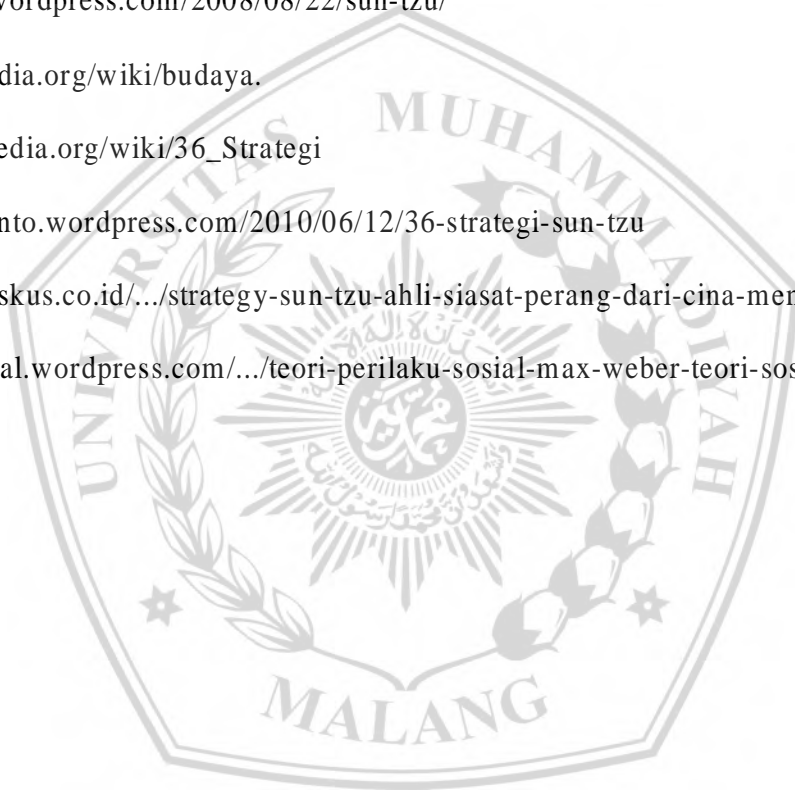 wordpress.com/2008/08/22/sun-tzu/
dia.org/wiki/budaya.
edia.org/wiki/36_Strategi
nto.wordpress.com/2010/06/12/36-strategi-sun-tzu
skus.co.id/.../strategy-sun-tzu-ahli-siasat-perang-dari-cina-men
al.wordpress.com/.../teori-perilaku-sosial-max-weber-teori-sos
UNIVERSITAS MUHAMMADIYAH
MALANG